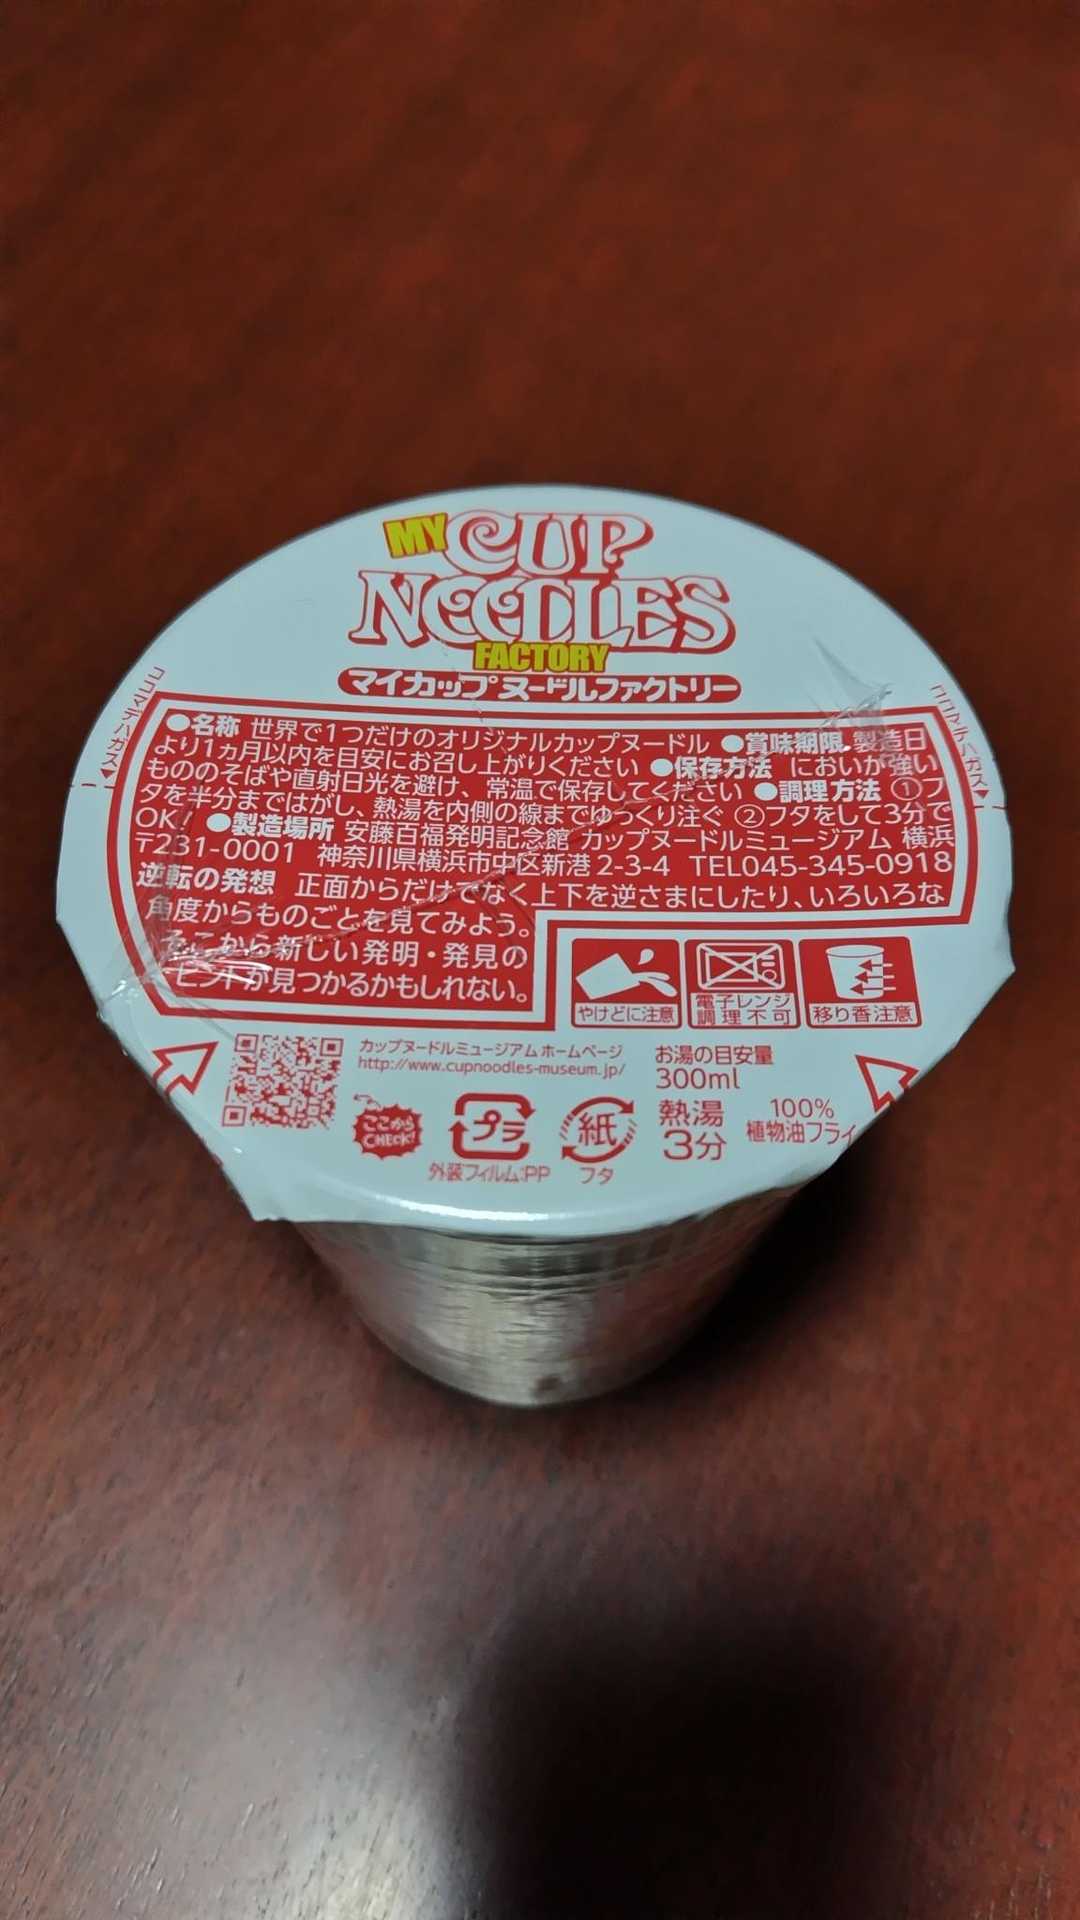 MY CUP
NOODLES
FACTORY
マイカップヌードルファクトリー
ココマデハガス
ココマデハガス
●名称 世界で1つだけのオリジナルカップヌードル ●賞味期限 製造日
より1ヵ月以内を目安にお召し上がりください ●保存方法 においが強い
もののそばや直射日光を避け、常温で保存してください ●調理方法 ①フ
タを半分まではがし、熱湯を内側の線までゆっくり注ぐ ②フタをして3分で
OK! ●製造場所 安藤百福発明記念館 カップヌードルミュージアム 横浜
〒231-0001 神奈川県横浜市中区新港2-3-4 TEL045-345-0918
逆転の発想 正面からだけでなく上下を逆さまにしたり、いろいろな
角度からものごとを見てみよう。
そこから新しい発明・発見の
ヒントが見つかるかもしれない。
やけどに注意
電子レンジ
調理不可
移り香注意
カップヌードルミュージアム ホームページ
http://www.cupnoodles-museum.jp/
お湯の目安量
300ml
ここから
CHECK!
プラ
外装フィルム:PP
紙
フタ
熱湯
3分
100%
植物油フライ